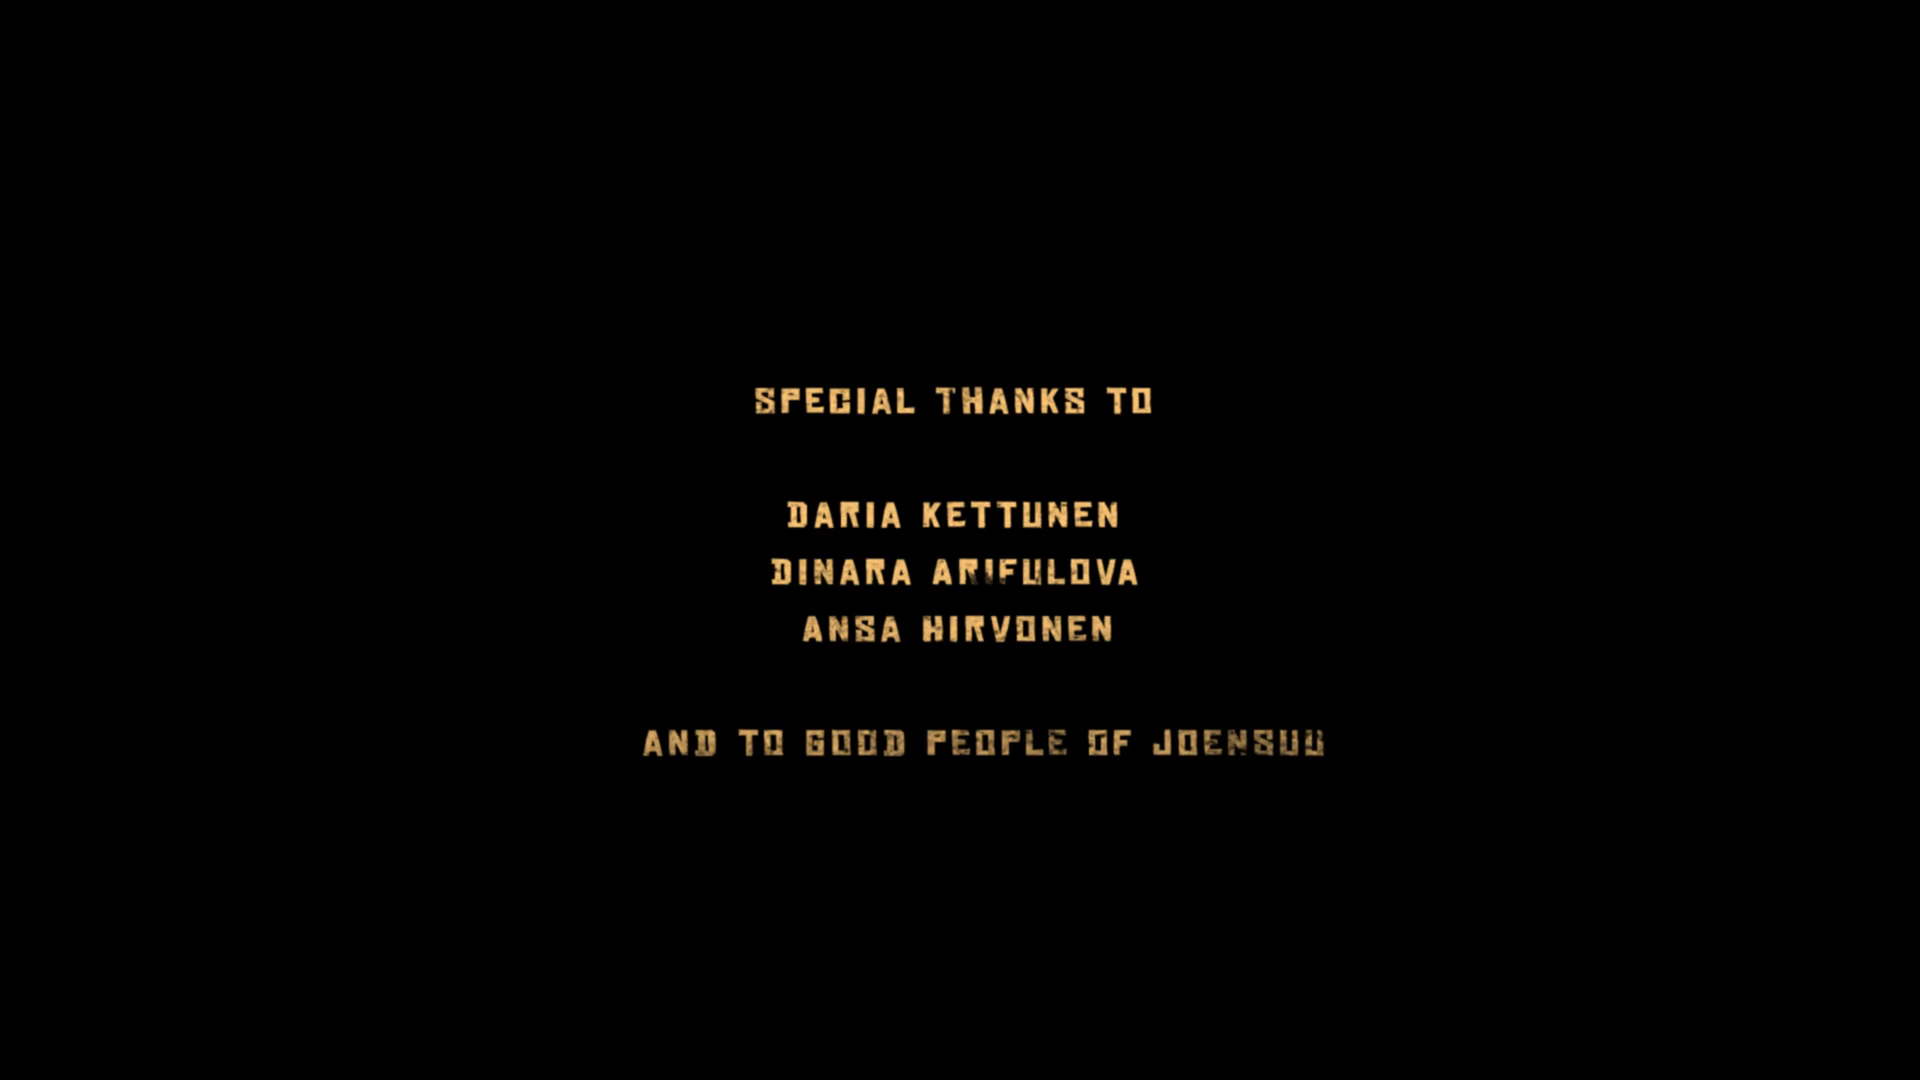 SPECIAL THANKS TO
DARIA KETTUNEN
DINARA ARIFULOVA
ANSA HIRVONEN
AND TO GOOD PEOPLE OF JOENSUU